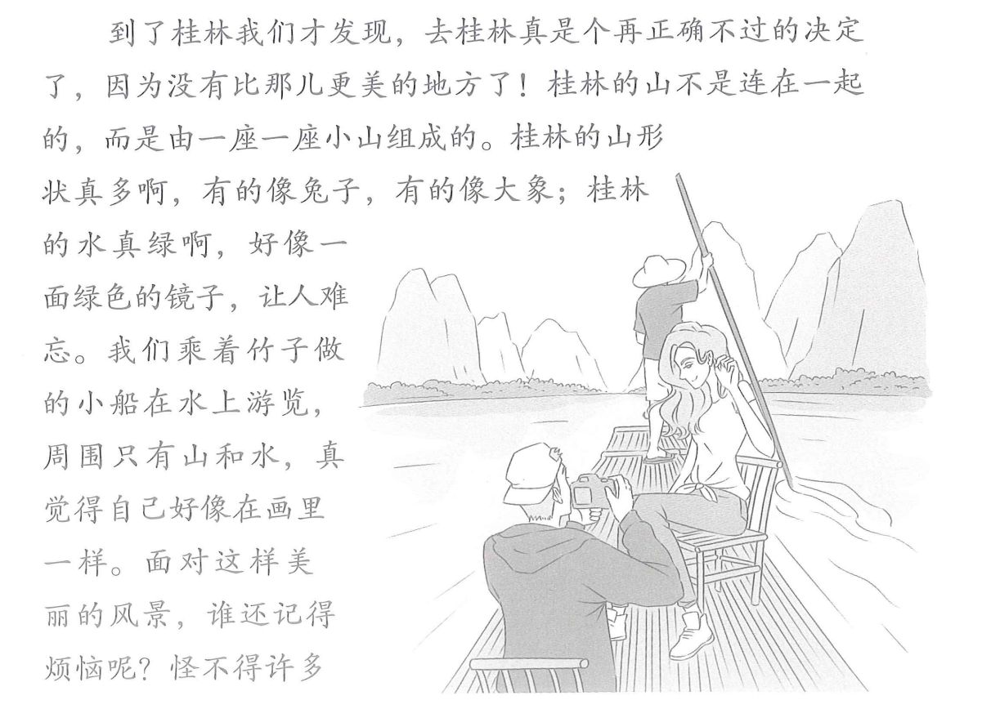 到了桂林我们才发现，去桂林真是个再正确不过的决定
了，因为没有比那儿更美的地方了！桂林的山不是连在一起
的，而是由一座一座小山组成的。桂林的山形
状真多啊，有的像兔子，有的像大象；桂林
的水真绿啊，好像一
面绿色的镜子，让人难
忘。我们乘着竹子做
的小船在水上游览，
周围只有山和水，真
觉得自己好像在画里
一样。面对这样美
丽的风景，谁还记得
烦恼呢？怪不得许多